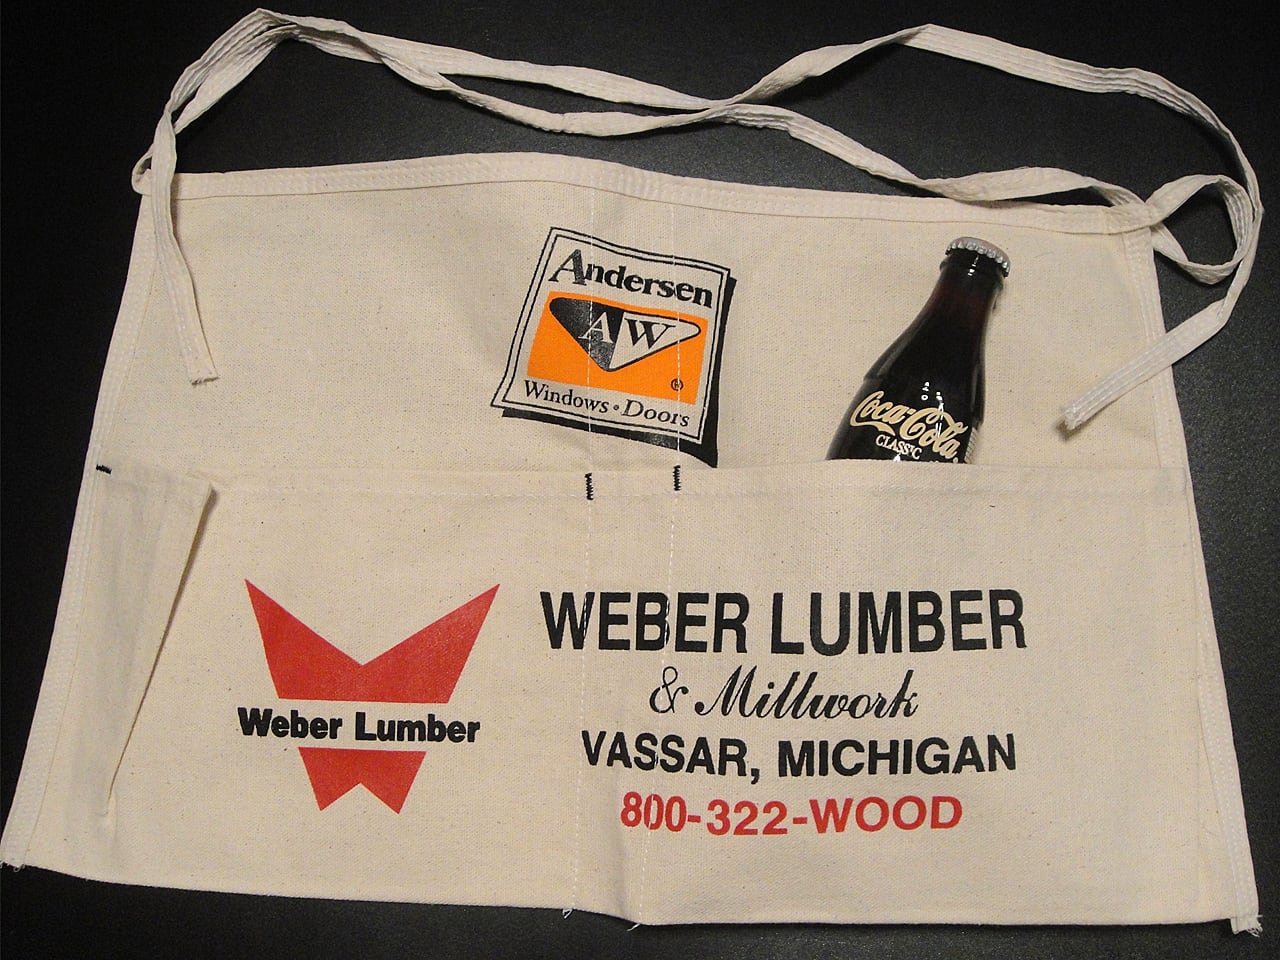 Andersen
AW
®
Windows • Doors
Coca-Cola
CLASSIC
Weber Lumber
WEBER LUMBER
& Millwork
VASSAR, MICHIGAN
800-322-WOOD